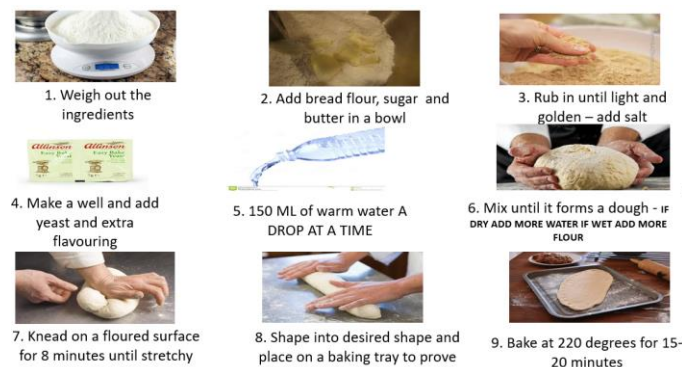 1. Weigh out the
ingredients
2. Add bread flour, sugar  and
butter in a bowl
3. Rub in until light and
golden – add salt
Allinson
Allinson
4. Make a well and add
yeast and extra
flavouring
5. 150 ML of warm water A
DROP AT A TIME
6. Mix until it forms a dough - IF
DRY ADD MORE WATER IF WET ADD MORE
FLOUR
7. Knead on a floured surface
for 8 minutes until stretchy
8. Shape into desired shape and
place on a baking tray to prove
9. Bake at 220 degrees for 15-
20 minutes